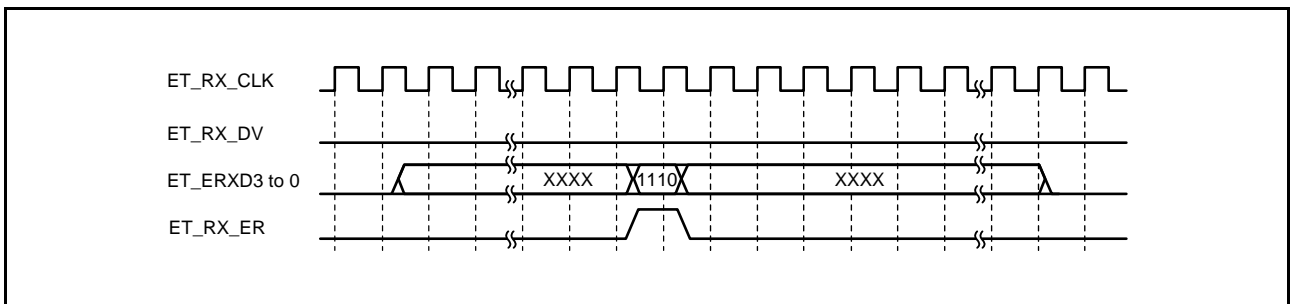 ET_RX_CLK
ET_RX_DV
ET_ERXD3 to 0
XXXX
1110
XXXX
ET_RX_ER